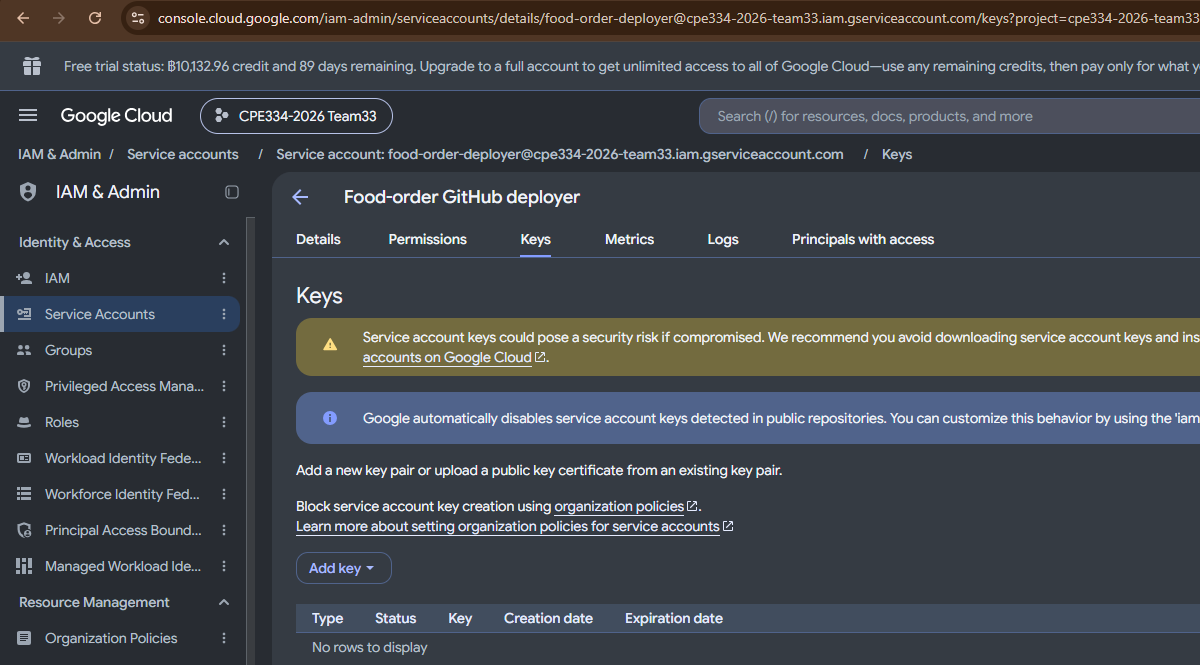 console.cloud.google.com/iam-admin/serviceaccounts/details/food-order-deployer@cpe334-2026-team33.iam.gserviceaccount.com/keys?project=cpe334-2026-team33
Free trial status: ฿10,132.96 credit and 89 days remaining. Upgrade to a full account to get unlimited access to all of Google Cloud—use any remaining credits, then pay only for what
Google Cloud
CPE334-2026 Team33
Search (/) for resources, docs, products, and more
IAM & Admin / Service accounts / Service account: food-order-deployer@cpe334-2026-team33.iam.gserviceaccount.com / Keys
IAM & Admin
Food-order GitHub deployer
Details Permissions Keys Metrics Logs Principals with access
Identity & Access
IAM
Service Accounts
Groups
Privileged Access Mana...
Roles
Workload Identity Fede...
Workforce Identity Fed...
Principal Access Bound...
Managed Workload Ide...
Resource Management
Organization Policies
Keys
Service account keys could pose a security risk if compromised. We recommend you avoid downloading service account keys and ins
accounts on Google Cloud.
Google automatically disables service account keys detected in public repositories. You can customize this behavior by using the 'iam
Add a new key pair or upload a public key certificate from an existing key pair.
Block service account key creation using organization policies.
Learn more about setting organization policies for service accounts
Add key
Type Status Key Creation date Expiration date
No rows to display